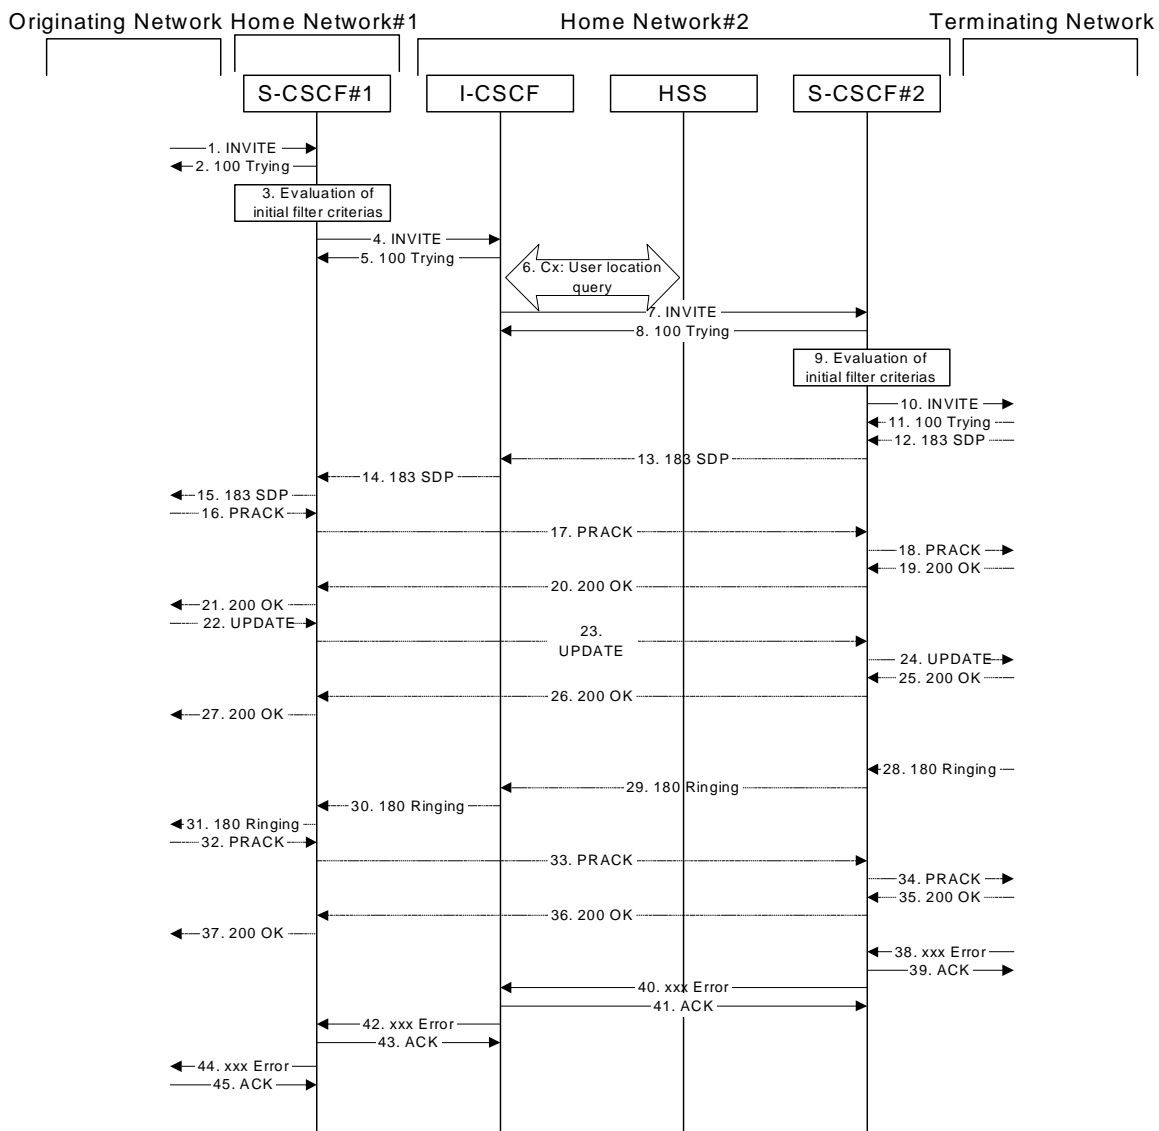 Originating Network Home Network#1 Home Network#2 Terminating Network
S-CSCF#1 I-CSCF HSS S-CSCF#2
1. INVITE
2. 100 Trying
3. Evaluation of
initial filter criterias
4. INVITE
5. 100 Trying
6. Cx: User location
query
7. INVITE
8. 100 Trying
9. Evaluation of
initial filter criterias
10. INVITE
11. 100 Trying
12. 183 SDP
13. 183 SDP
14. 183 SDP
15. 183 SDP
16. PRACK
17. PRACK
18. PRACK
19. 200 OK
20. 200 OK
21. 200 OK
22. UPDATE
23.
UPDATE
24. UPDATE
25. 200 OK
26. 200 OK
27. 200 OK
28. 180 Ringing
29. 180 Ringing
30. 180 Ringing
31. 180 Ringing
32. PRACK
33. PRACK
34. PRACK
35. 200 OK
36. 200 OK
37. 200 OK
38. xxx Error
39. ACK
40. xxx Error
41. ACK
42. xxx Error
43. ACK
44. xxx Error
45. ACK